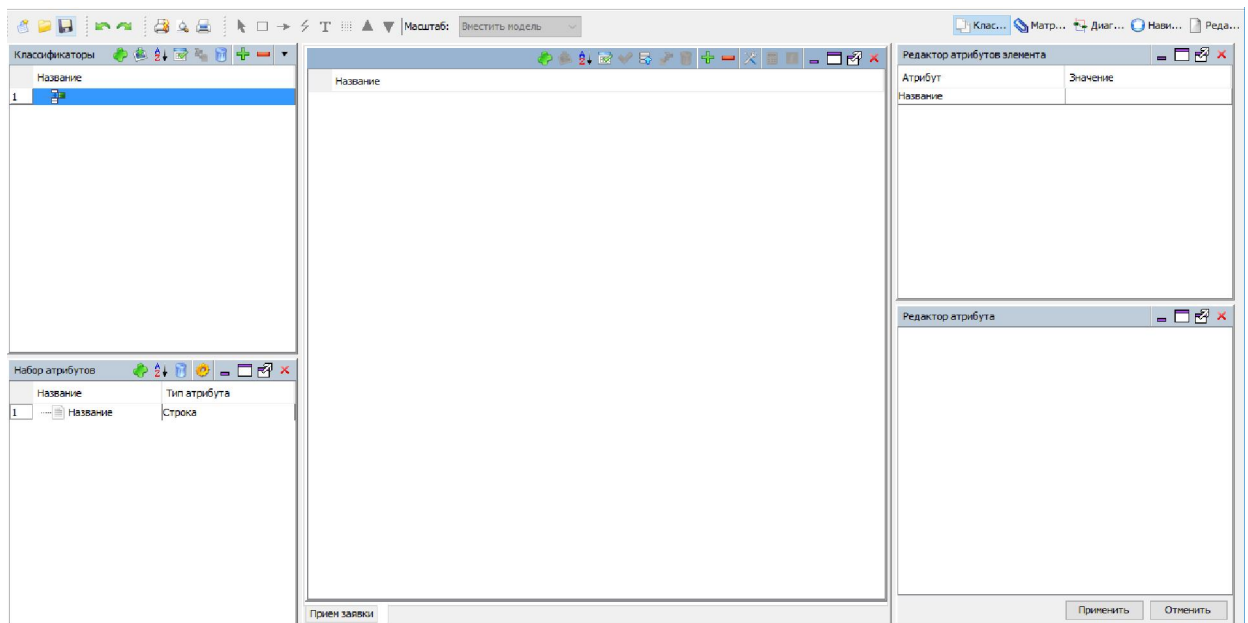 Масштаб: Вместить модель Клас... Матр... Диаг... Нави... Реда...
Классификаторы
Название
1
Набор атрибутов
Название Тип атрибута
1 Название Строка
Название
Прием заявки
Редактор атрибутов элемента
Атрибут Значение
Название
Редактор атрибута
Применить Отменить